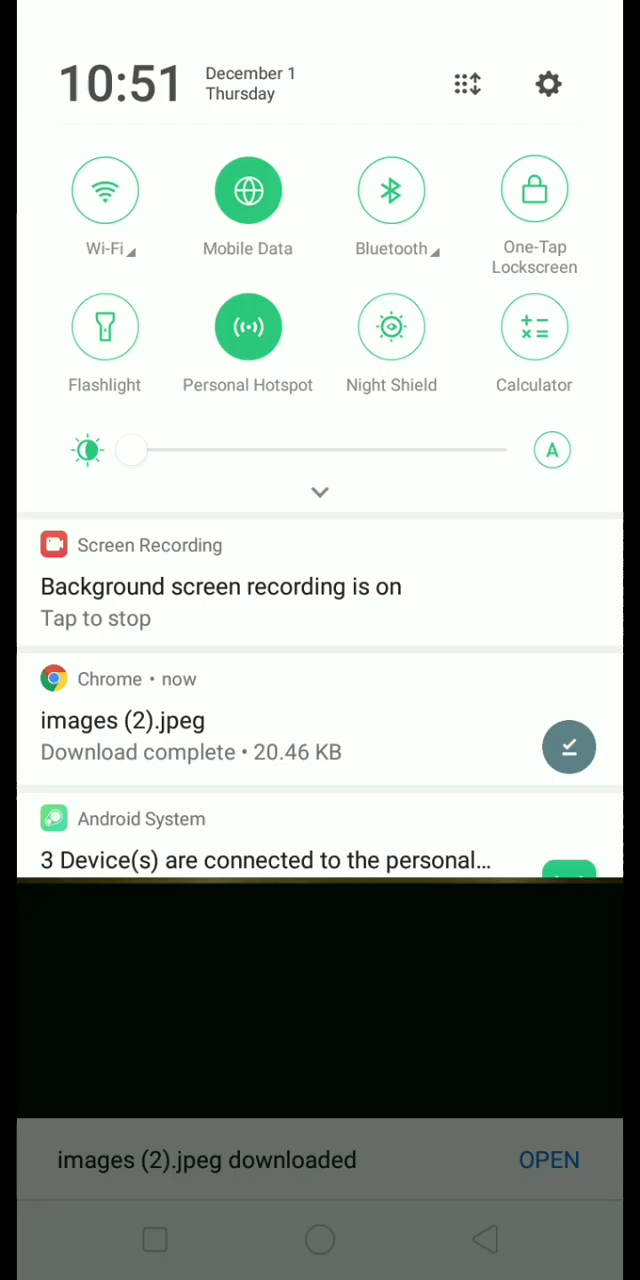 10:51
December 1
Thursday
Wi-Fi
Mobile Data
Bluetooth
One-Tap
Lockscreen
Flashlight
Personal Hotspot
Night Shield
Calculator
A
Screen Recording
Background screen recording is on
Tap to stop
Chrome • now
images (2).jpeg
Download complete • 20.46 KB
Android System
3 Device(s) are connected to the personal...
images (2).jpeg downloaded
OPEN